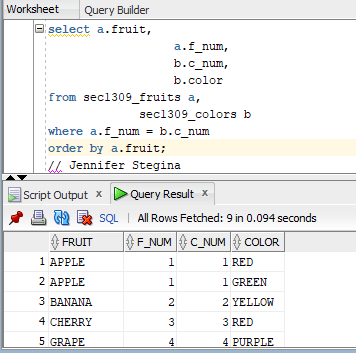 Worksheet Query Builder
select a.fruit,
a.f_num,
b.c_num,
b.color
from sec1309_fruits a,
sec1309_colors b
where a.f_num = b.c_num
order by a.fruit;
// Jennifer Stegina
Script Output x Query Result x
SQL | All Rows Fetched: 9 in 0.094 seconds
FRUIT F_NUM C_NUM COLOR
1 APPLE 1 1 RED
2 APPLE 1 1 GREEN
3 BANANA 2 2 YELLOW
4 CHERRY 3 3 RED
5 GRAPE 4 4 PURPLE